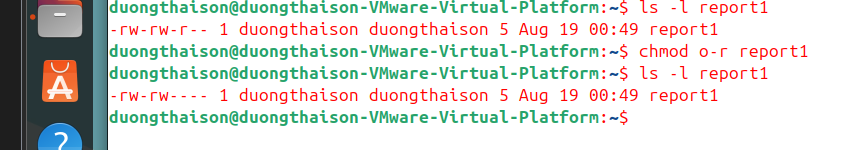 duongthaison@duongthaison-VMware-Virtual-Platform:~$ ls -l report1
-rw-rw-r-- 1 duongthaison duongthaison 5 Aug 19 00:49 report1
duongthaison@duongthaison-VMware-Virtual-Platform:~$ chmod o-r report1
duongthaison@duongthaison-VMware-Virtual-Platform:~$ ls -l report1
-rw-rw---- 1 duongthaison duongthaison 5 Aug 19 00:49 report1
duongthaison@duongthaison-VMware-Virtual-Platform:~$
?